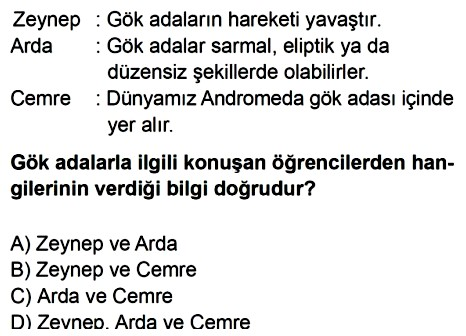 Zeynep : Gök adaların hareketi yavaştır.
Arda : Gök adalar sarmal, eliptik ya da
düzensiz şekillerde olabilirler.
Cemre : Dünyamız Andromeda gök adası içinde
yer alır.
Gök adalarla ilgili konuşan öğrencilerden han-
gilerinin verdiği bilgi doğrudur?
A) Zeynep ve Arda
B) Zeynep ve Cemre
C) Arda ve Cemre
D) Zeynep, Arda ve Cemre